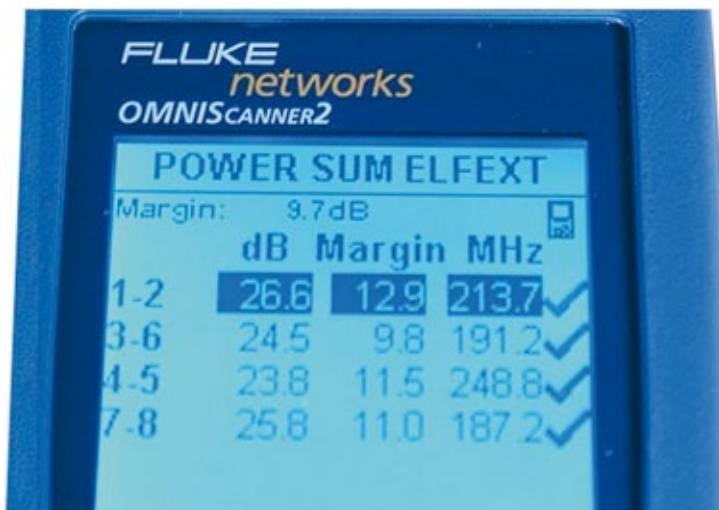 FLUKE
networks
OMNISCANNER2
POWER SUM ELFEXT
Margin: 9.7dB
dB Margin MHz
1-2 26.6 12.9 213.7
3-6 24.5 9.8 191.2
4-5 23.8 11.5 248.8
7-8 25.8 11.0 187.2